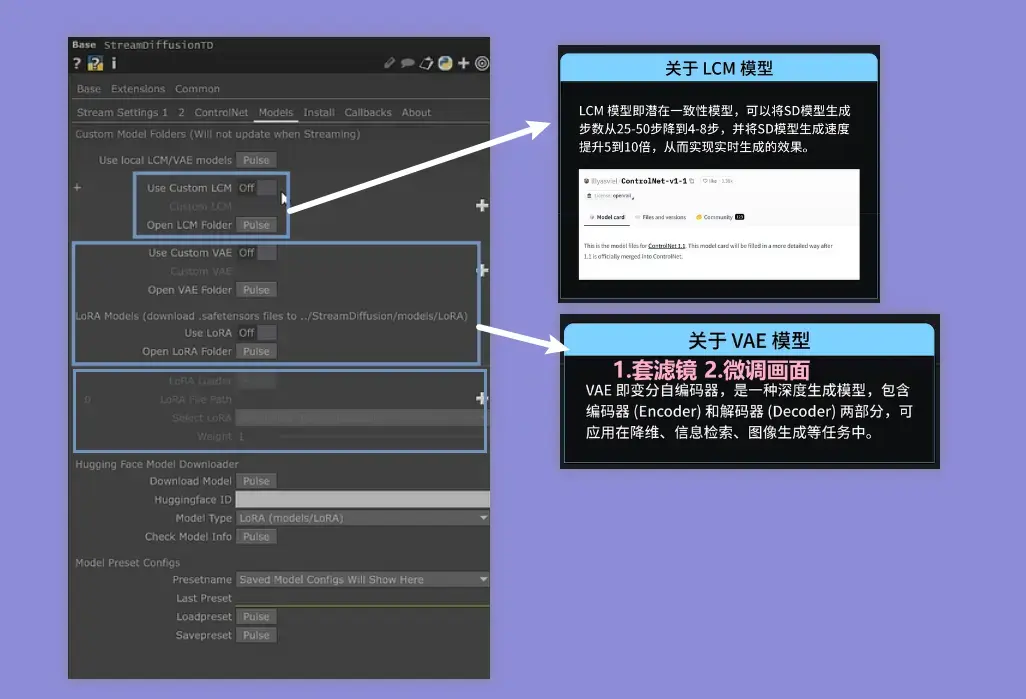 Base StreamDiffusionTD
? ? i
Base Extensions Common
Stream Settings 1 2 ControlNet Models Install Callbacks About
Custom Model Folders (Will not update when Streaming)
Use local LCM/VAE models Pulse
+ Use Custom LCM Off
Custom LCM
Open LCM Folder Pulse
Use Custom VAE Off
Custom VAE
Open VAE Folder Pulse
LoRA Models (download .safetensors files to ../StreamDiffusion/models/LoRA)
Use LoRA Off
Open LoRA Folder Pulse
LoRA Loader
0 LoRA File Path
Select LoRA
Weight 1
Hugging Face Model Downloader
Download Model Pulse
Huggingface ID
Model Type LoRA (models/LoRA)
Check Model Info Pulse
Model Preset Configs
Presetname Saved Model Configs Will Show Here
Last Preset
Loadpreset Pulse
Savepreset Pulse
关于 LCM 模型
LCM 模型即潜在一致性模型，可以将SD模型生成
步数从25-50步降到4-8步，并将SD模型生成速度
提升5到10倍，从而实现实时生成的效果。
lllyasviel/ControlNet-v1-1
License: openrail
Model card Files and versions Community
This is the model files for ControlNet 1.1. This model card will be filled in a more detailed way after
1.1 is officially merged into ControlNet.
关于 VAE 模型
1.套滤镜 2.微调画面
VAE 即变分自编码器，是一种深度生成模型，包含
编码器 (Encoder) 和解码器 (Decoder) 两部分，可
应用在降维、信息检索、图像生成等任务中。